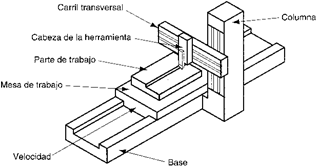 Carril transversal
Columna
Cabeza de la herramienta
Parte de trabajo
Mesa de trabajo
Velocidad
Base